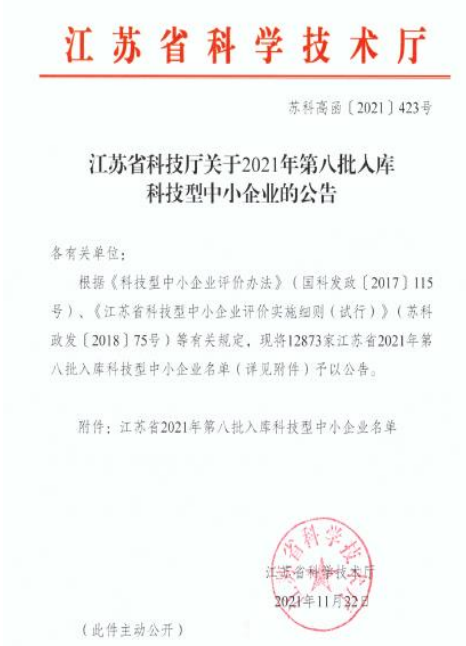 江苏省科学技术厅
苏科高函〔2021〕423号
江苏省科技厅关于2021年第八批入库
科技型中小企业的公告
各有关单位：
根据《科技型中小企业评价办法》（国科发政〔2017〕115
号）、《江苏省科技型中小企业评价实施细则（试行）》（苏科
政发〔2018〕75号）等有关规定，现将12873家江苏省2021年第
八批入库科技型中小企业名单（详见附件）予以公告。
附件：江苏省2021年第八批入库科技型中小企业名单
江苏省科学技术厅
江苏省科学技术厅
2021年11月22日
（此件主动公开）